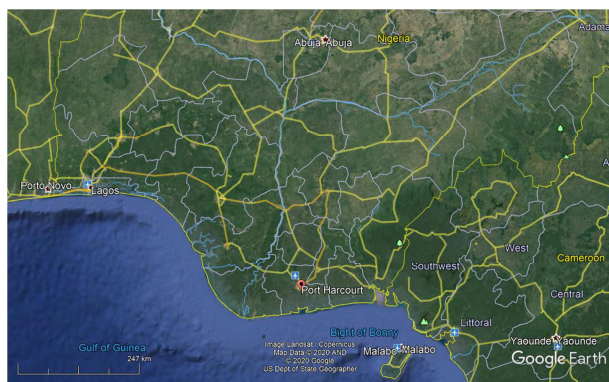 Abuja Abuja
Nigeria
Adama
Porto Novo
Lagos
Port Harcourt
Southwest
West
Cameroon
Central
Littoral
Gulf of Guinea
Bight of Bonny
Malabo Malabo
Yaounde Yaounde
247 km
Image Landsat / Copernicus
Map Data © 2020 AND
© 2020 Google
US Dept of State Geographer
Google Earth